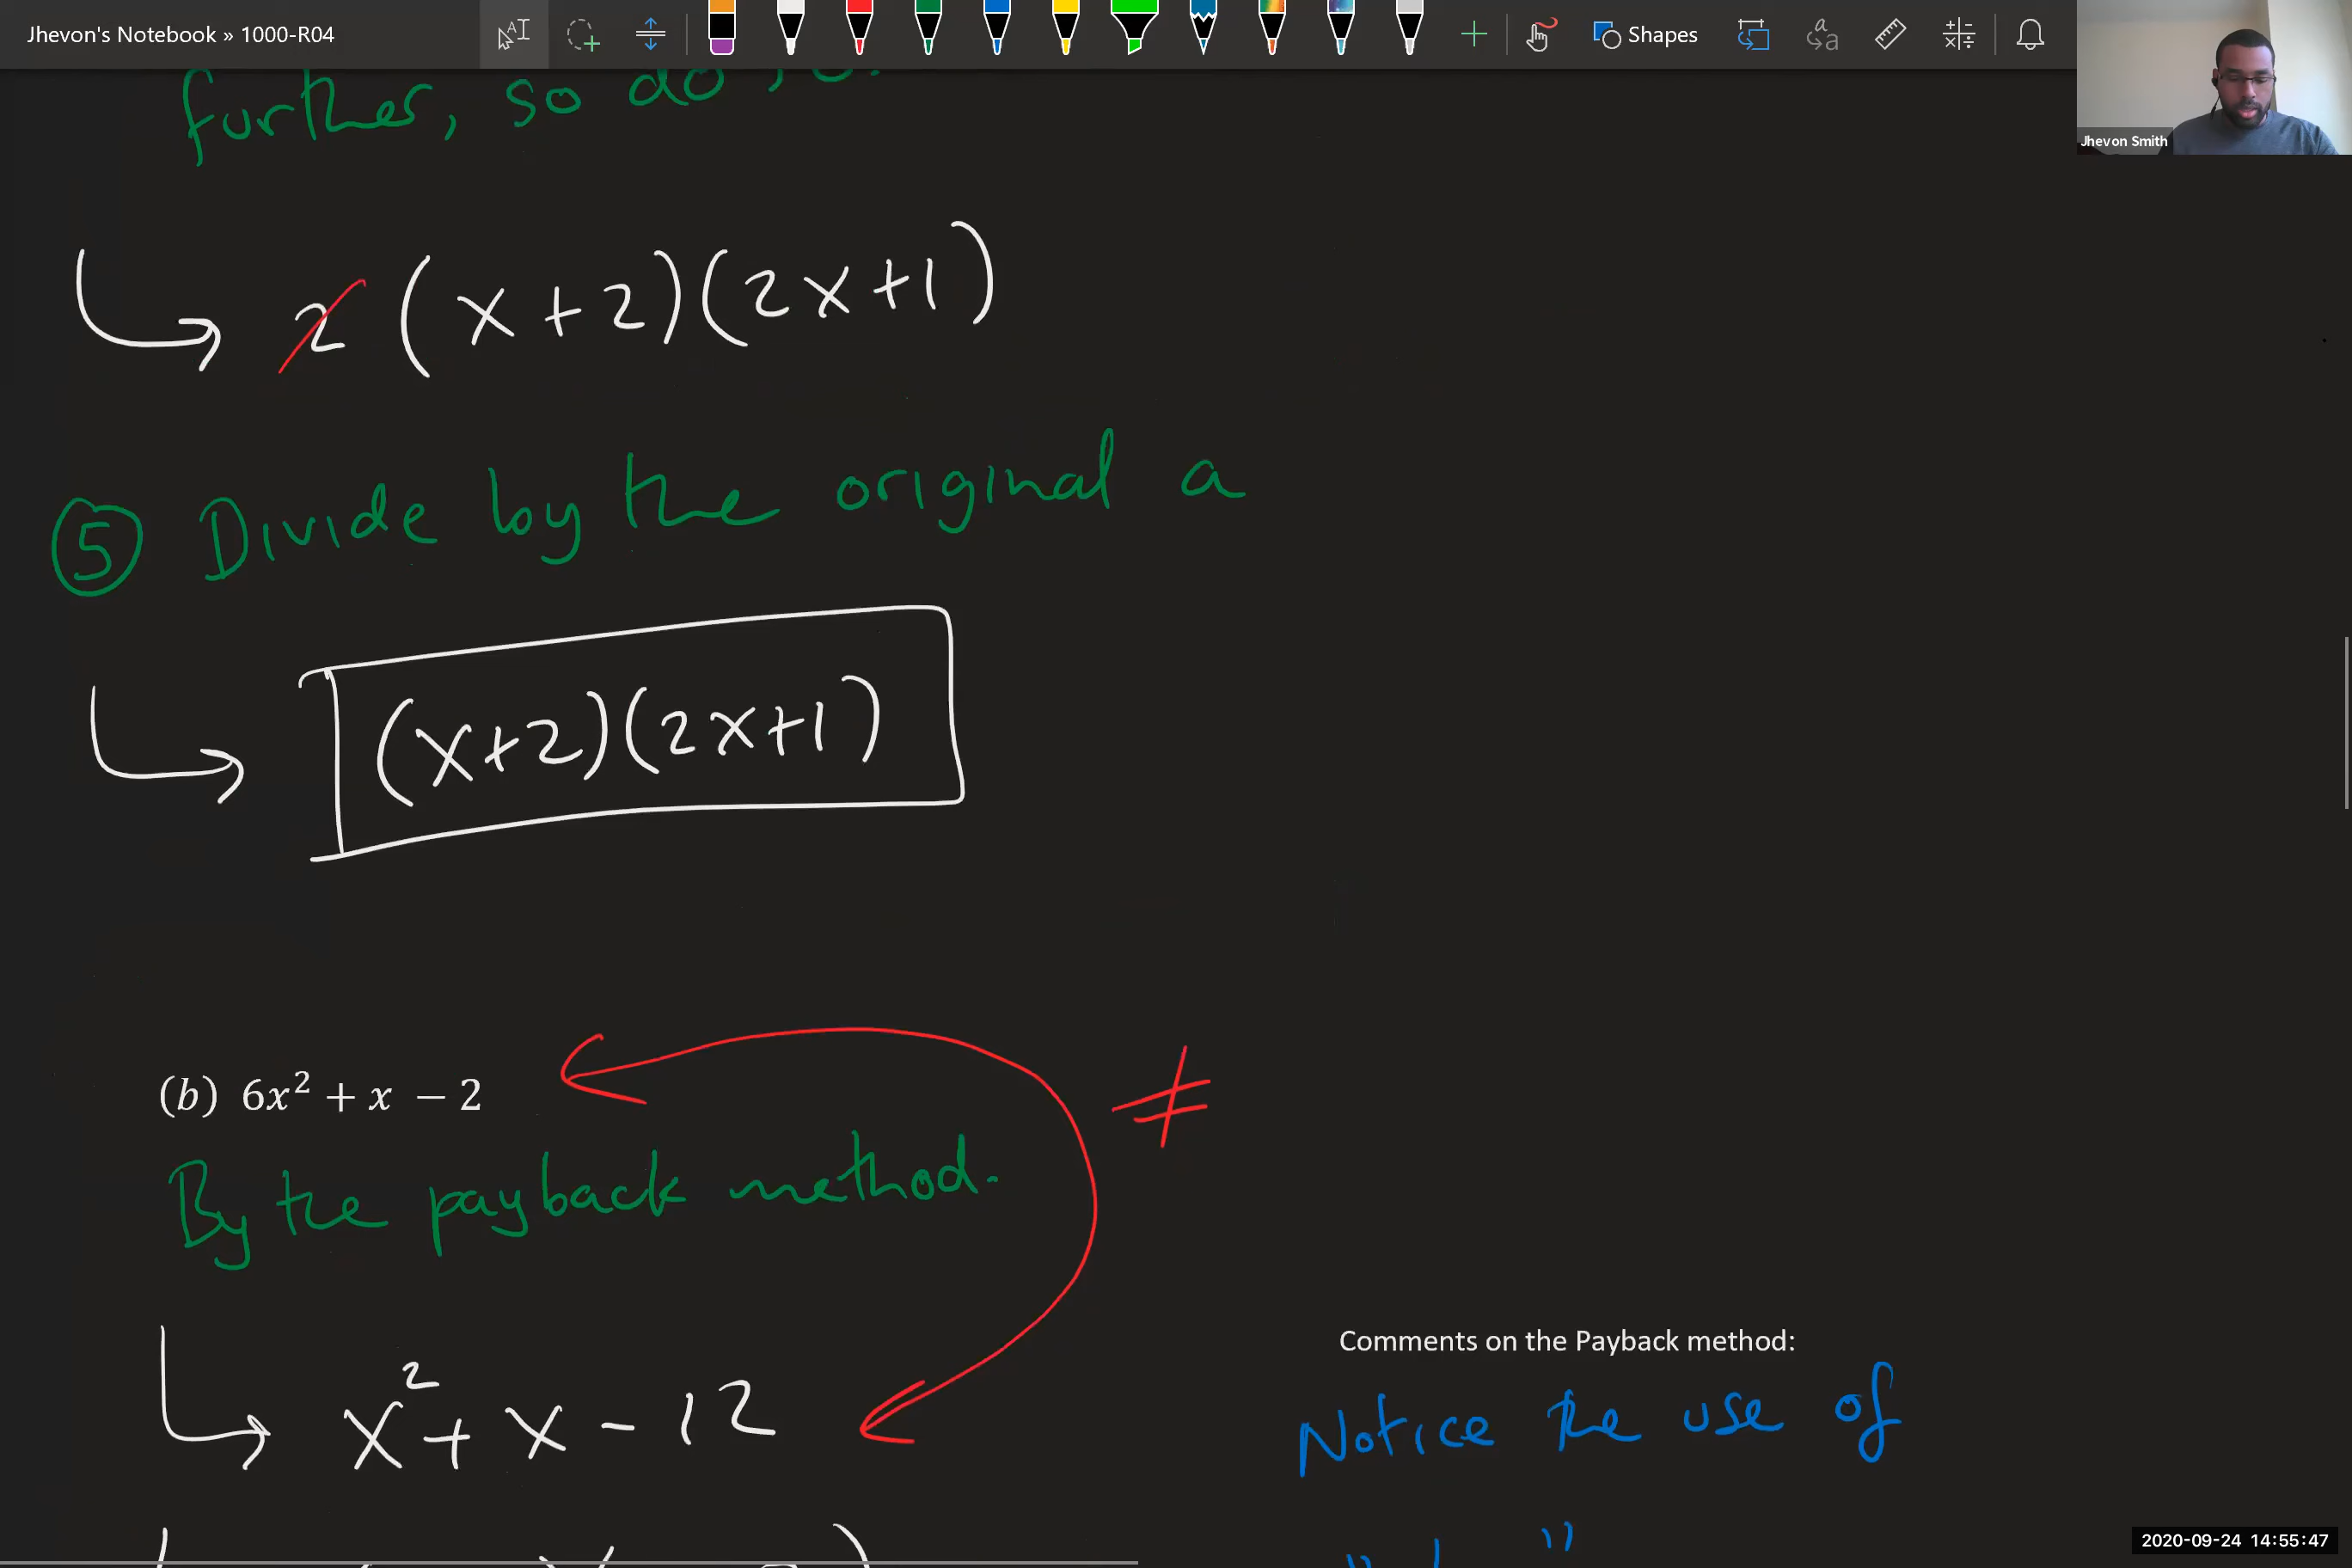 Jhevon's Notebook » 1000-R04
Shapes
Jhevon Smith
further, so do so.
2(x+2)(2x+1)
⑤ Divide by the original a
(x+2)(2x+1)
(b) 6x² + x − 2
≠
By the payback method.
x² + x − 12
Comments on the Payback method:
Notice the use of
2020-09-24 14:55:47